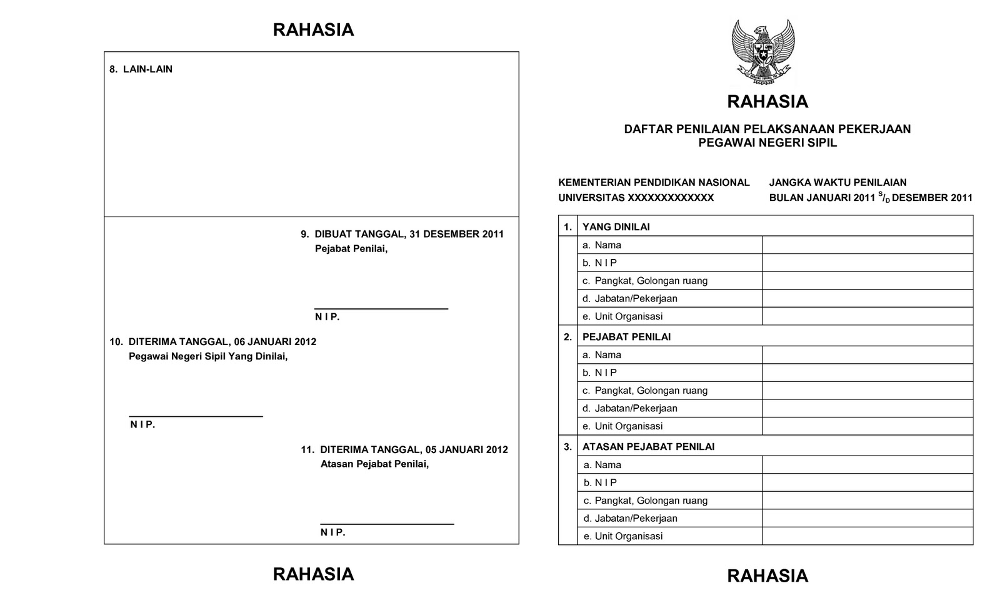 RAHASIA
8. LAIN-LAIN
9. DIBUAT TANGGAL, 31 DESEMBER 2011
Pejabat Penilai,
N I P.
10. DITERIMA TANGGAL, 06 JANUARI 2012
Pegawai Negeri Sipil Yang Dinilai,
N I P.
11. DITERIMA TANGGAL, 05 JANUARI 2012
Atasan Pejabat Penilai,
N I P.
RAHASIA
RAHASIA
DAFTAR PENILAIAN PELAKSANAAN PEKERJAAN
PEGAWAI NEGERI SIPIL
KEMENTERIAN PENDIDIKAN NASIONAL JANGKA WAKTU PENILAIAN
UNIVERSITAS XXXXXXXXXXXXX BULAN JANUARI 2011 S/D DESEMBER 2011
1. YANG DINILAI
a. Nama
b. N I P
c. Pangkat, Golongan ruang
d. Jabatan/Pekerjaan
e. Unit Organisasi
2. PEJABAT PENILAI
a. Nama
b. N I P
c. Pangkat, Golongan ruang
d. Jabatan/Pekerjaan
e. Unit Organisasi
3. ATASAN PEJABAT PENILAI
a. Nama
b. N I P
c. Pangkat, Golongan ruang
d. Jabatan/Pekerjaan
e. Unit Organisasi
RAHASIA